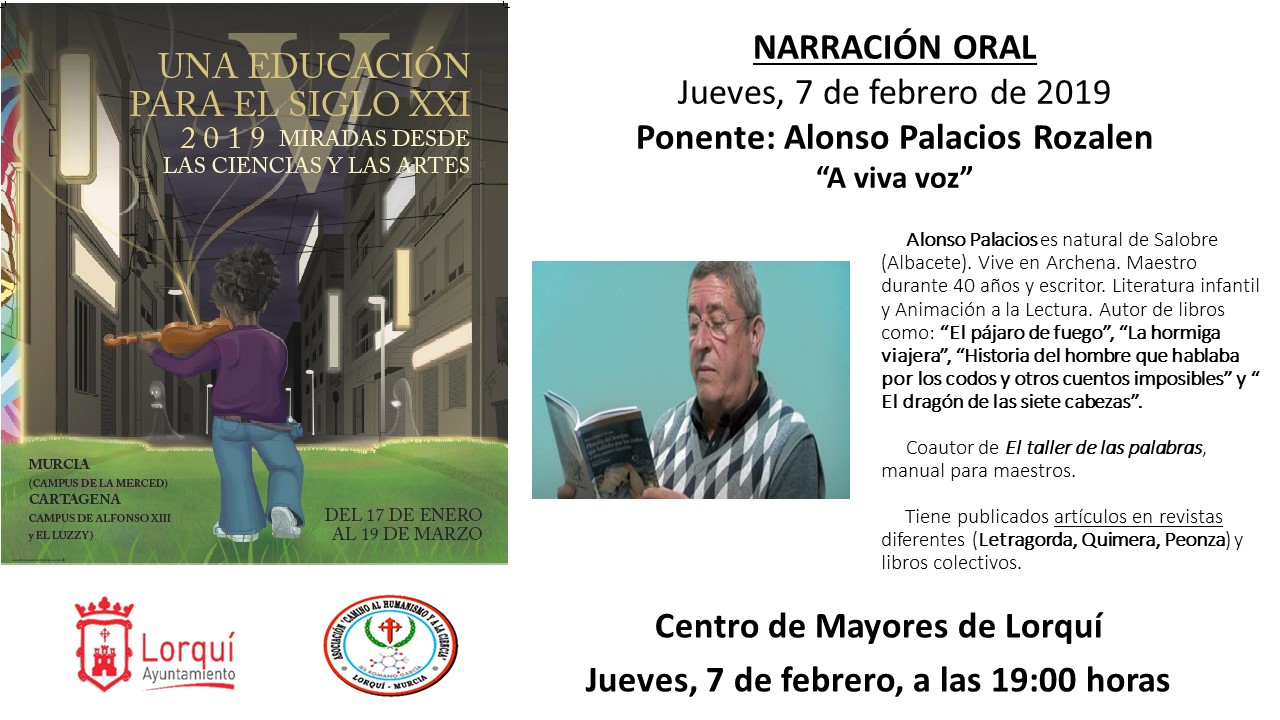 V
UNA EDUCACIÓN
PARA EL SIGLO XXI
2019 MIRADAS DESDE
LAS CIENCIAS Y LAS ARTES
MURCIA
(CAMPUS DE LA MERCED)
CARTAGENA
CAMPUS DE ALFONSO XIII
y EL LUZZY)
DEL 17 DE ENERO
AL 19 DE MARZO
Lorquí
Ayuntamiento
ASOCIACIÓN "CAMINO AL HUMANISMO Y A LA CIENCIA"
IES ROMANO GARCÍA
LORQUÍ - MURCIA
NARRACIÓN ORAL
Jueves, 7 de febrero de 2019
Ponente: Alonso Palacios Rozalen
“A viva voz”
Alonso Palacios es natural de Salobre
(Albacete). Vive en Archena. Maestro
durante 40 años y escritor. Literatura infantil
y Animación a la Lectura. Autor de libros
como: “El pájaro de fuego”, “La hormiga
viajera”, “Historia del hombre que hablaba
por los codos y otros cuentos imposibles” y “
El dragón de las siete cabezas”.
Coautor de El taller de las palabras,
manual para maestros.
Tiene publicados artículos en revistas
diferentes (Letragorda, Quimera, Peonza) y
libros colectivos.
Centro de Mayores de Lorquí
Jueves, 7 de febrero, a las 19:00 horas